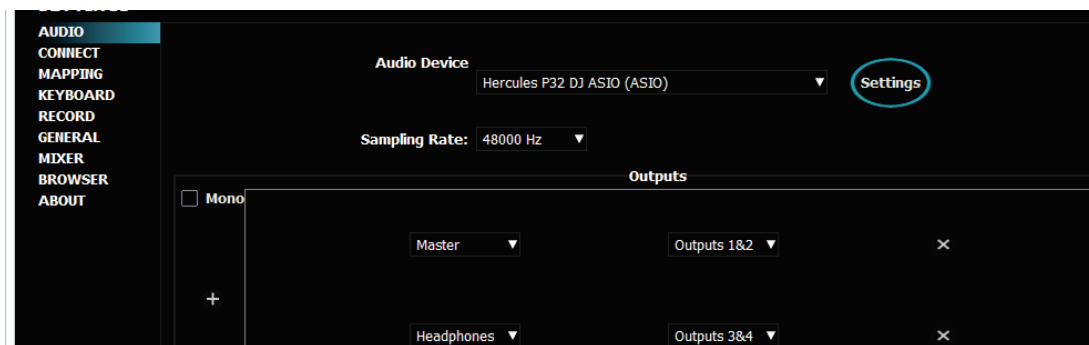 AUDIO
CONNECT
MAPPING
KEYBOARD
RECORD
GENERAL
MIXER
BROWSER
ABOUT
Audio Device
Hercules P32 DJ ASIO (ASIO)
Settings
Sampling Rate: 48000 Hz
Outputs
Mono
Master Outputs 1&2
Headphones Outputs 3&4